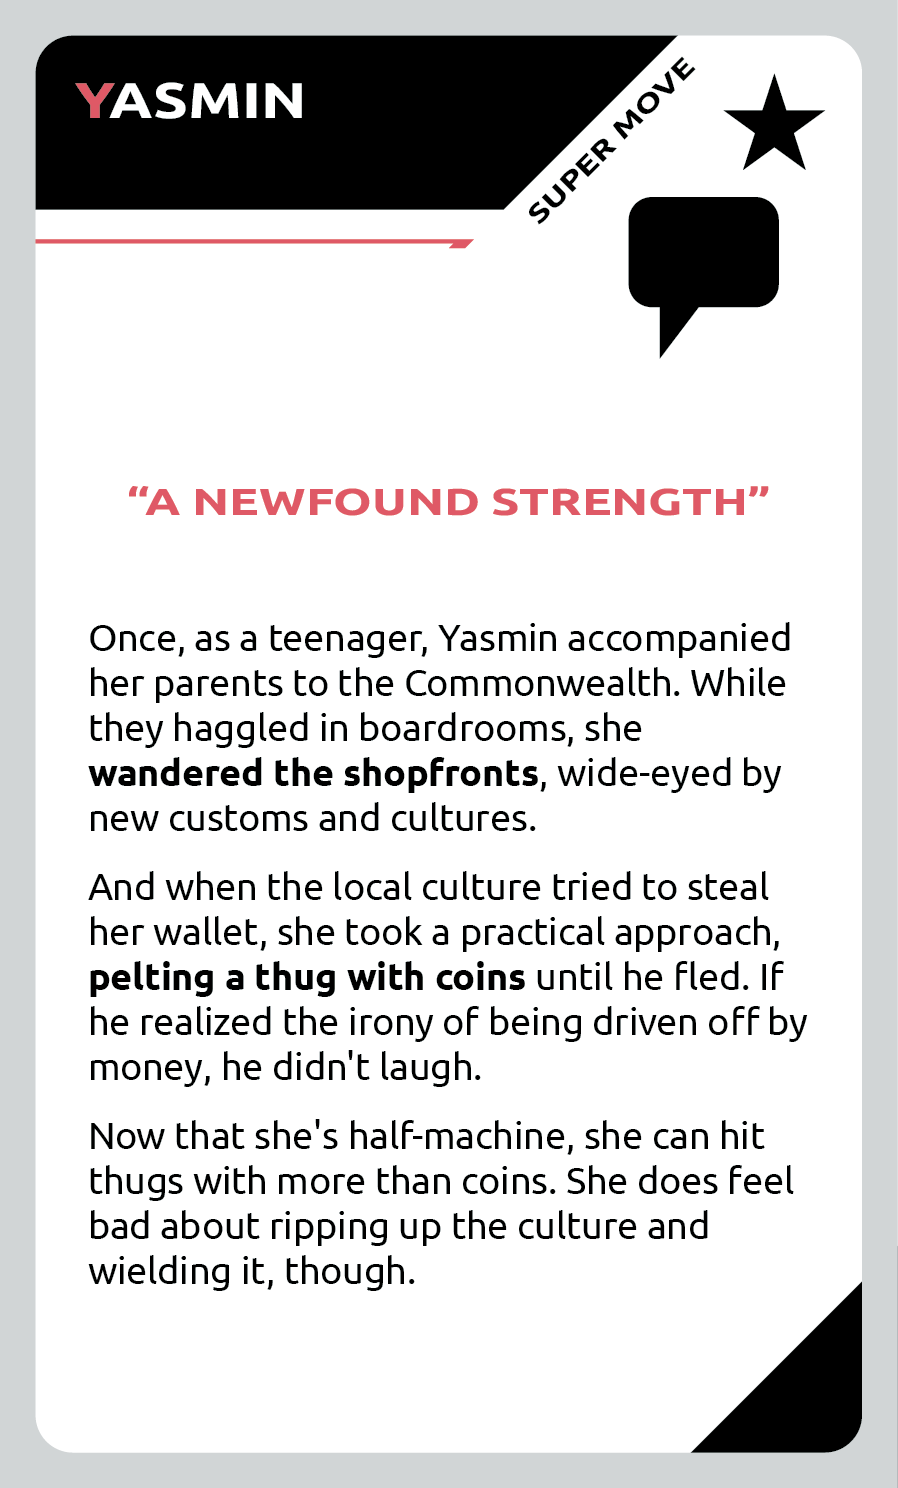 YASMIN
SUPER MOVE
“A NEWFOUND STRENGTH”
Once, as a teenager, Yasmin accompanied
her parents to the Commonwealth. While
they haggled in boardrooms, she
wandered the shopfronts, wide-eyed by
new customs and cultures.
And when the local culture tried to steal
her wallet, she took a practical approach,
pelting a thug with coins until he fled. If
he realized the irony of being driven off by
money, he didn't laugh.
Now that she's half-machine, she can hit
thugs with more than coins. She does feel
bad about ripping up the culture and
wielding it, though.